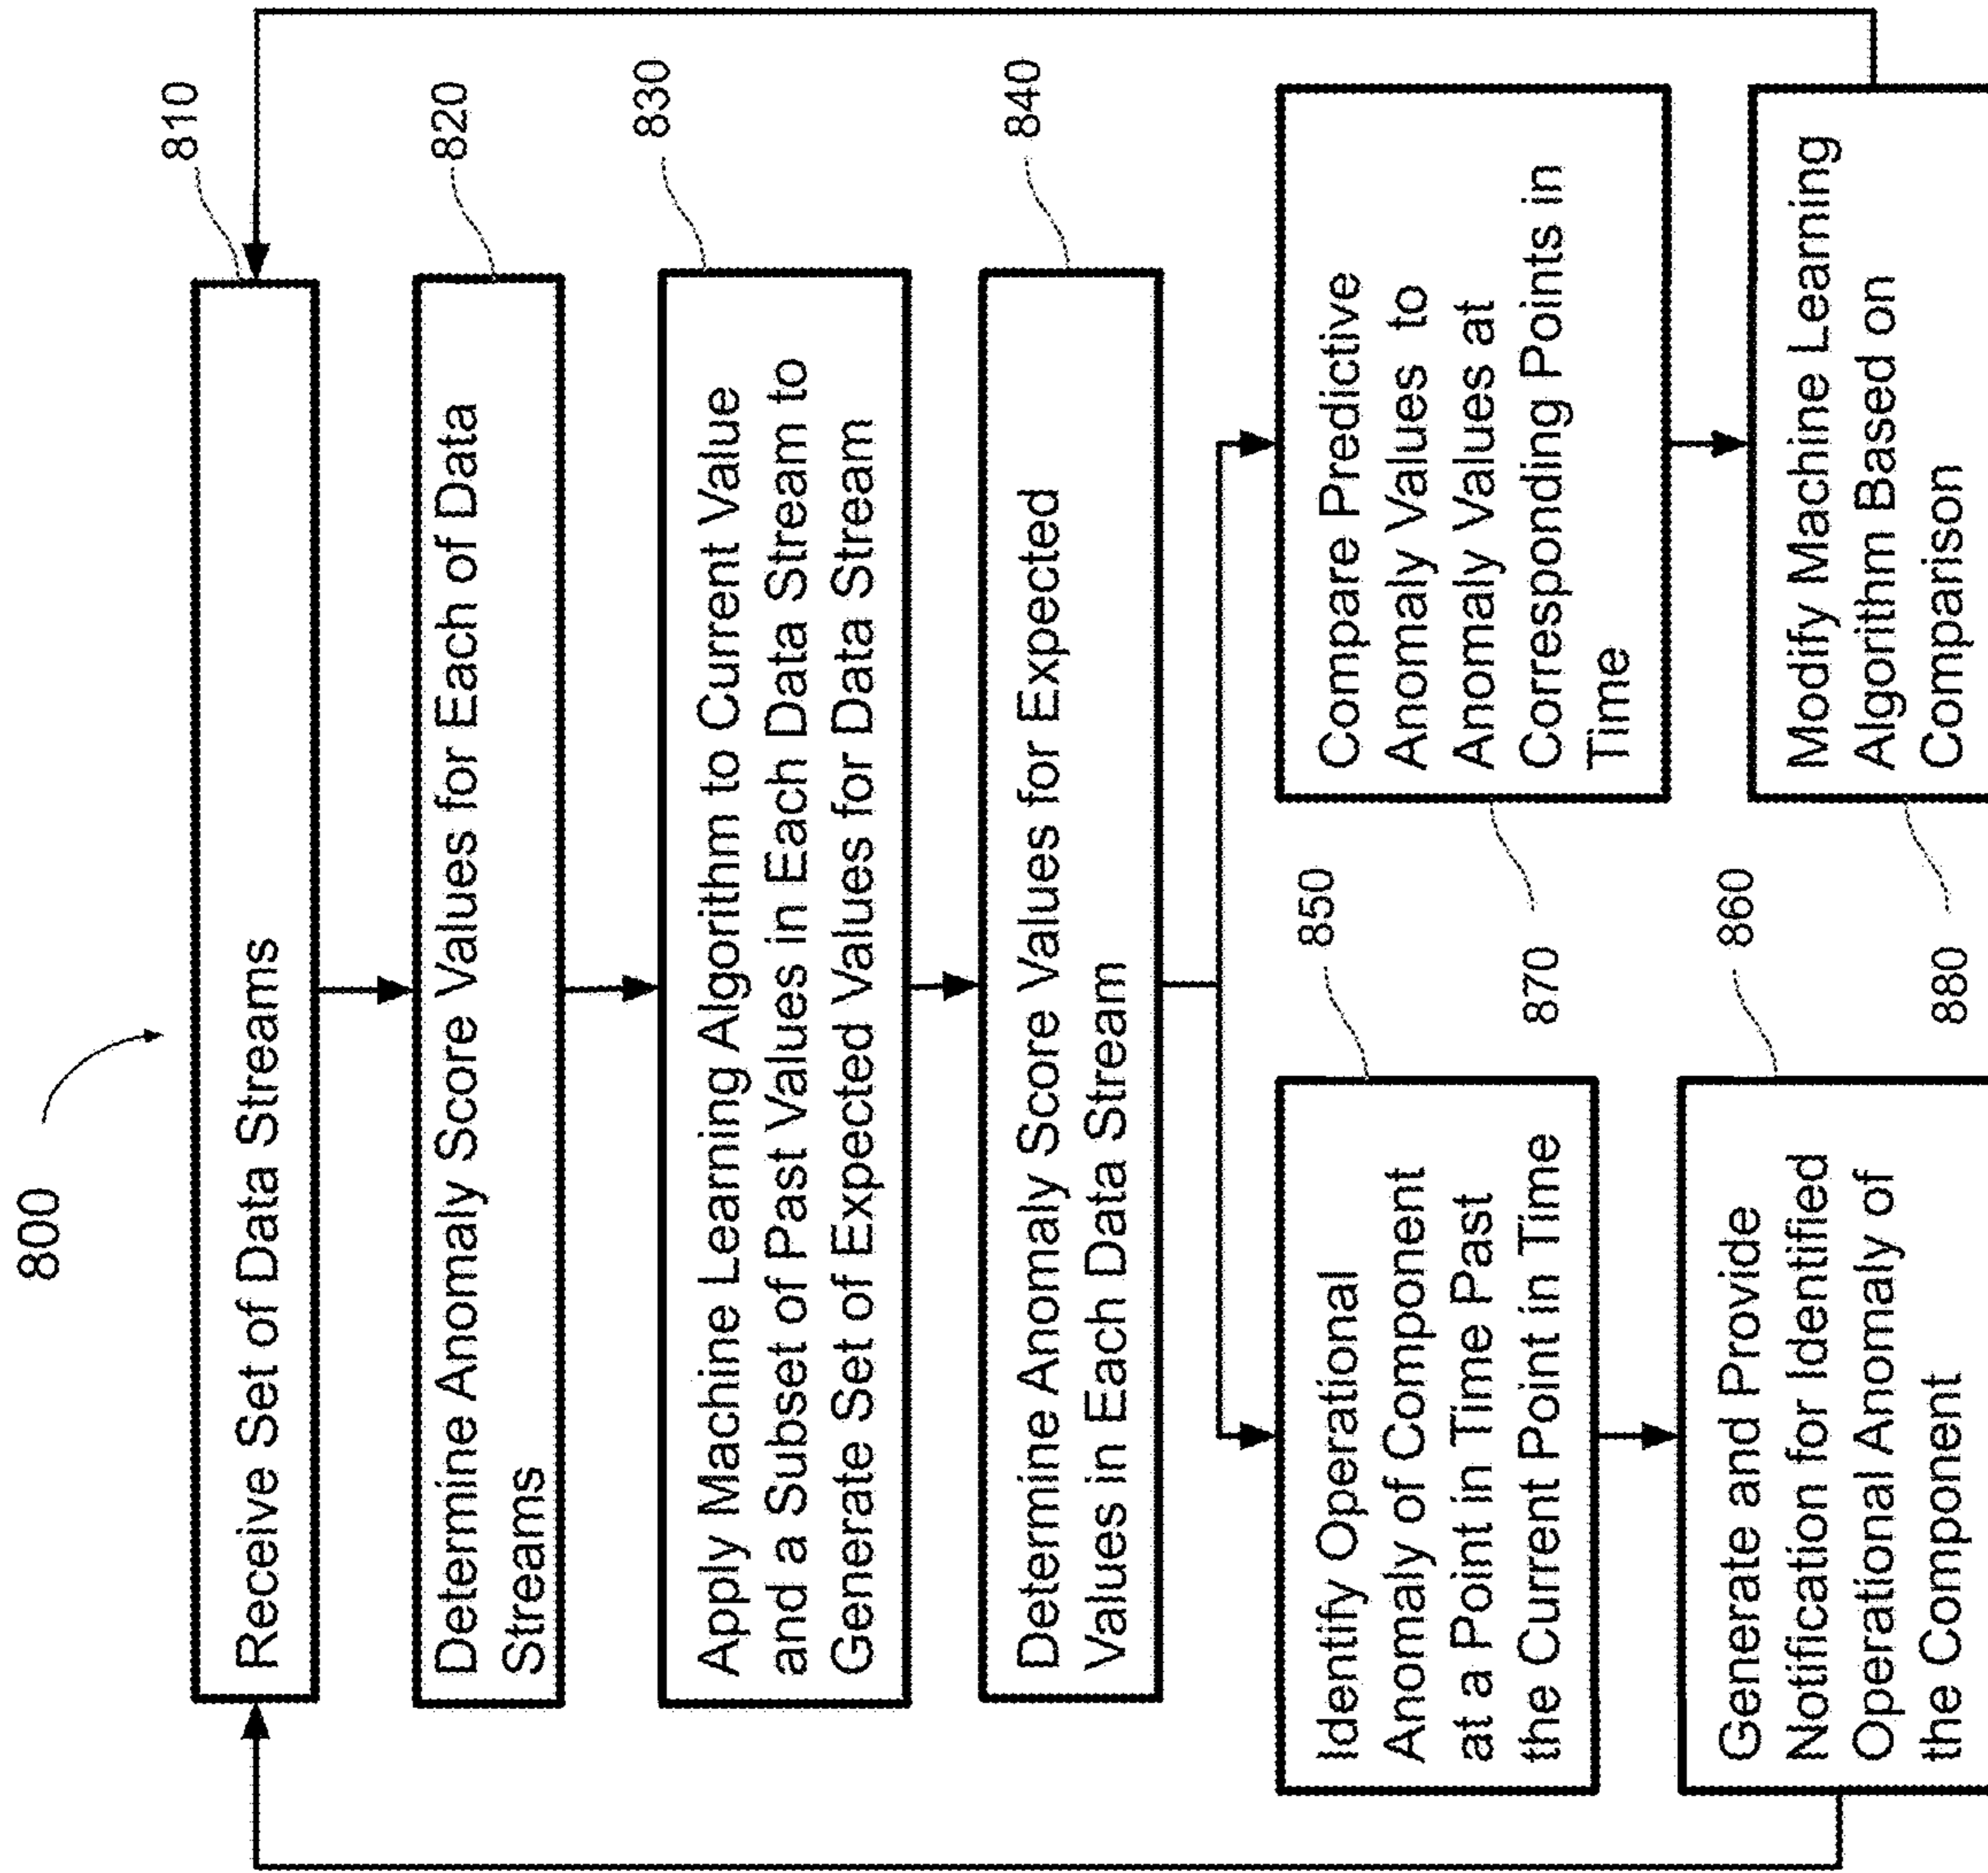 800
810
Receive Set of Data Streams
820
Determine Anomaly Score Values for Each of Data
Streams
830
Apply Machine Learning Algorithm to Current Value
and a Subset of Past Values in Each Data Stream to
Generate Set of Expected Values for Data Stream
840
Determine Anomaly Score Values for Expected
Values in Each Data Stream
850
Identify Operational
Anomaly of Component
at a Point in Time Past
the Current Point in Time
860
Generate and Provide
Notification for Identified
Operational Anomaly of
the Component
870
Compare Predictive
Anomaly Values to
Anomaly Values at
Corresponding Points in
Time
880
Modify Machine Learning
Algorithm Based on
Comparison